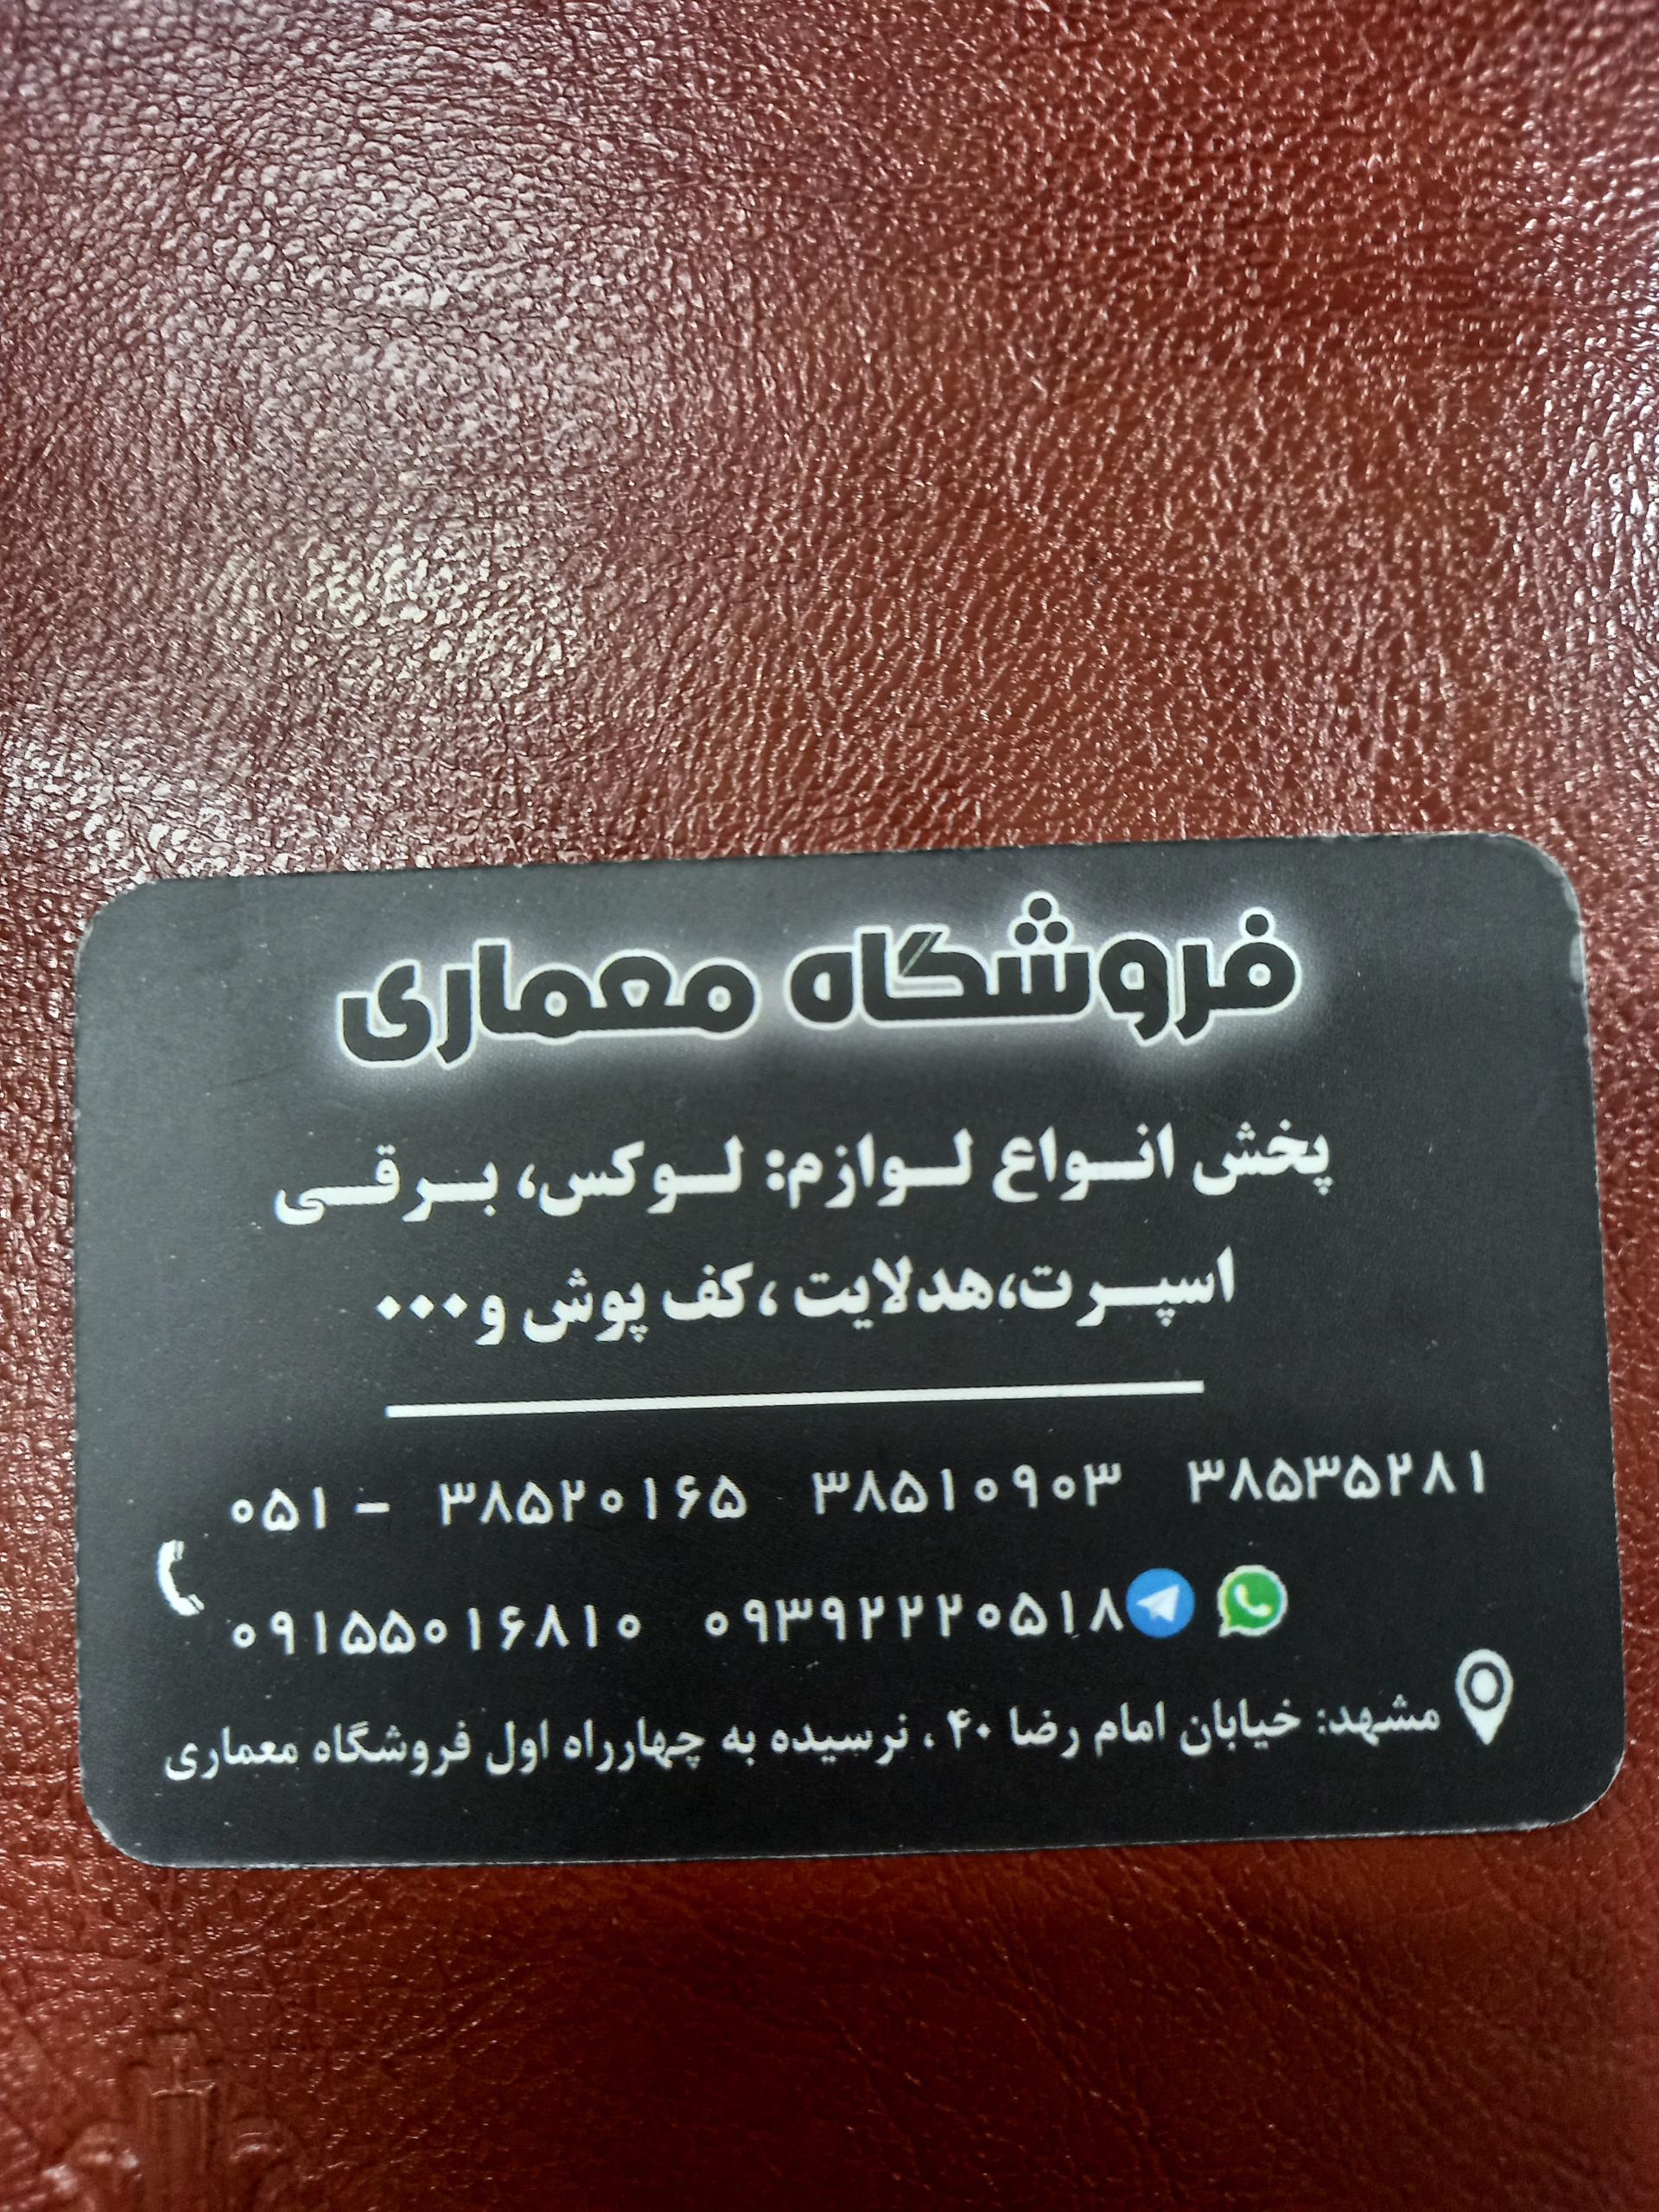 فروشگاه معماری
پخش انواع لوازم: لوکس، برقی
اسپرت،هدلایت ،کف پوش و...
۰۵۱ - ۳۸۵۲۰۱۶۵ ۳۸۵۱۰۹۰۳ ۳۸۵۳۵۲۸۱
۰۹۱۵۵۰۱۶۸۱۰ ۰۹۳۹۲۲۲۰۵۱۸
مشهد: خیابان امام رضا ۴۰ ، نرسیده به چهارراه اول فروشگاه معماری